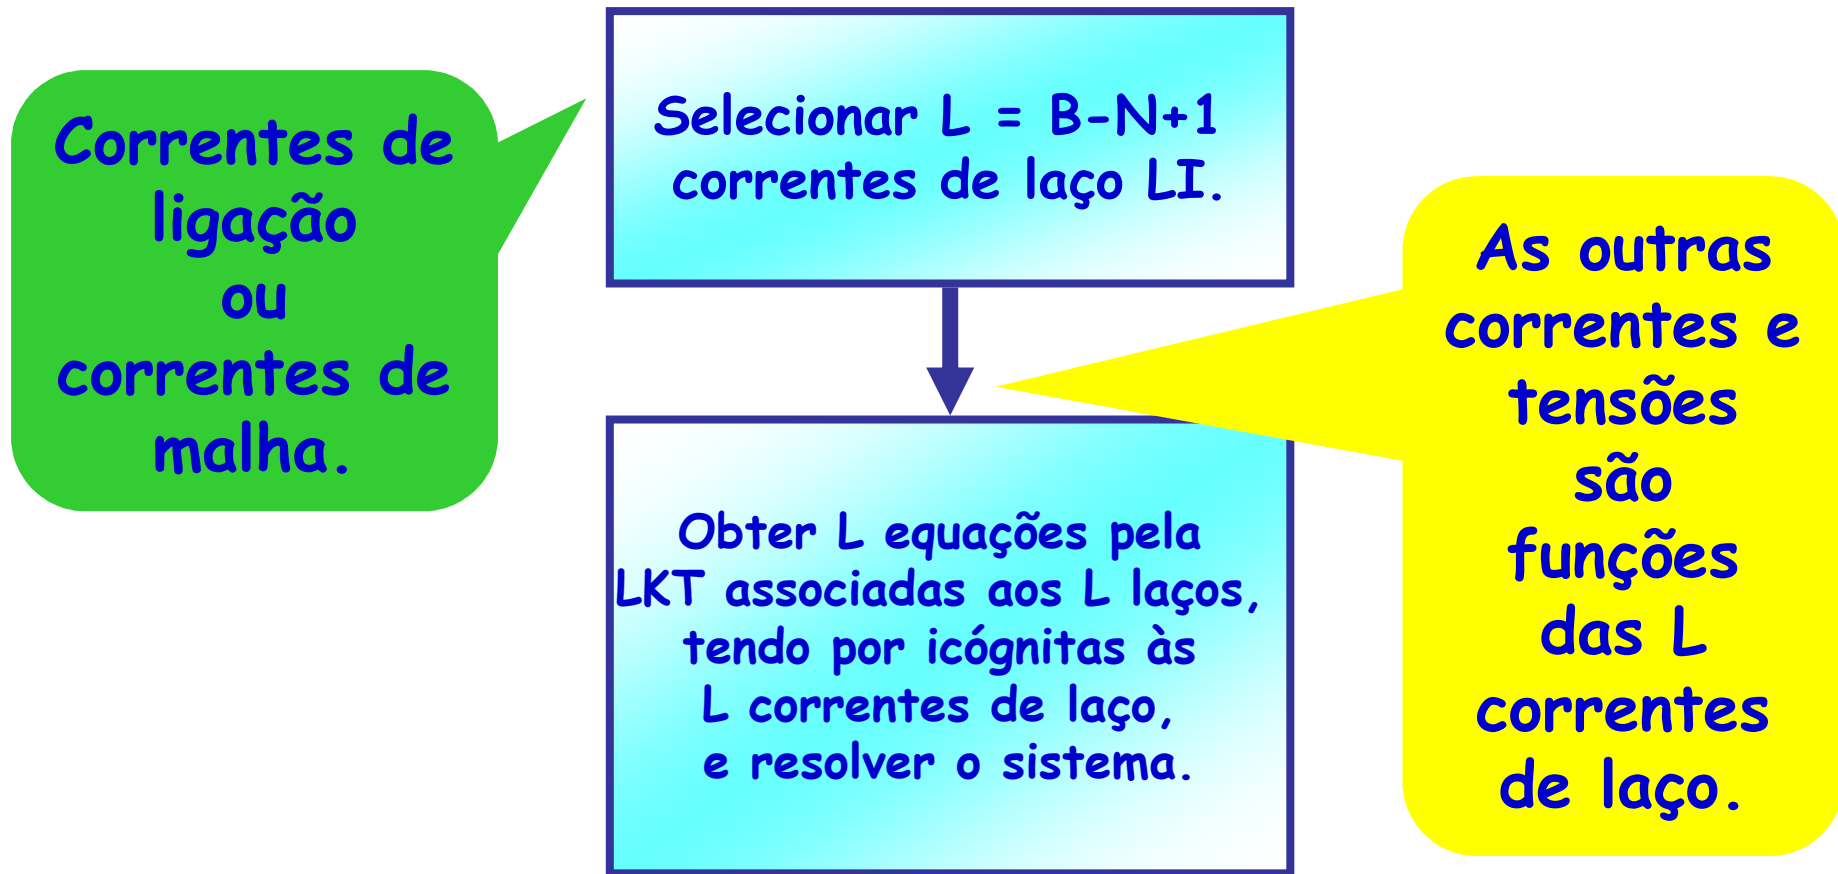 Correntes de
ligação
ou
correntes de
malha.
Selecionar L = B-N+1
correntes de laço LI.
As outras
correntes e
tensões
são
funções
das L
correntes
de laço.
Obter L equações pela
LKT associadas aos L laços,
tendo por icógnitas às
L correntes de laço,
e resolver o sistema.